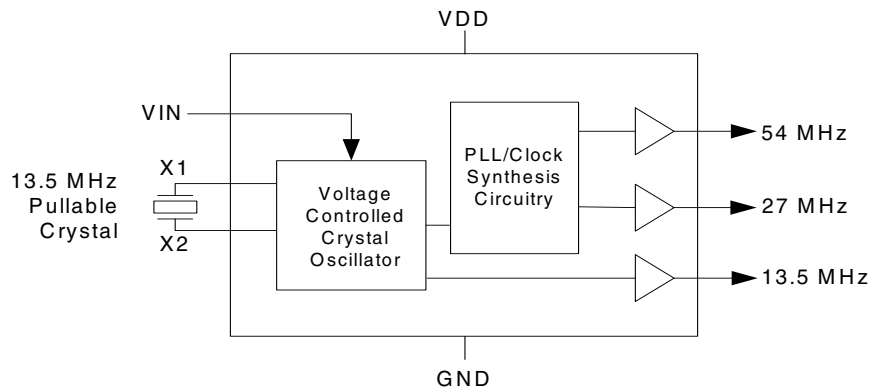 VDD
VIN
X1
13.5 MHz
Pullable
Crystal
X2
Voltage
Controlled
Crystal
Oscillator
PLL/Clock
Synthesis
Circuitry
54 MHz
27 MHz
13.5 MHz
GND